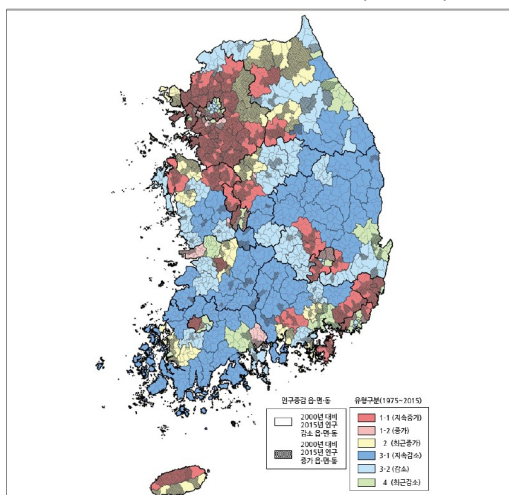 인구증감 읍·면·동
2000년 대비
2015년 인구
감소 읍·면·동
2000년 대비
2015년 인구
증가 읍·면·동
유형구분(1975~2015)
1-1 (지속증가)
1-2 (증가)
2 (최근증가)
3-1 (지속감소)
3-2 (감소)
4 (최근감소)